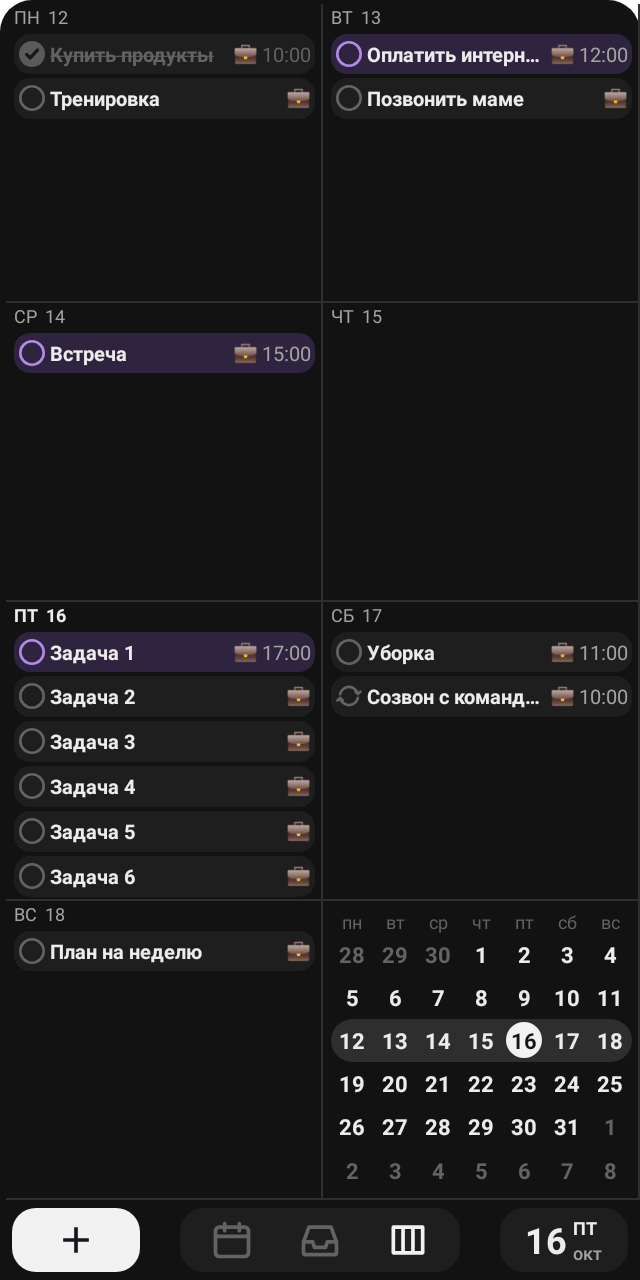 ПН 12
Купить продукты 10:00
Тренировка
ВТ 13
Оплатить интерн... 12:00
Позвонить маме
СР 14
Встреча 15:00
ЧТ 15
ПТ 16
Задача 1 17:00
Задача 2
Задача 3
Задача 4
Задача 5
Задача 6
СБ 17
Уборка 11:00
Созвон с команд... 10:00
ВС 18
План на неделю
пн вт ср чт пт сб вс
28 29 30 1 2 3 4
5 6 7 8 9 10 11
12 13 14 15 16 17 18
19 20 21 22 23 24 25
26 27 28 29 30 31 1
2 3 4 5 6 7 8
16 ПТ
окт